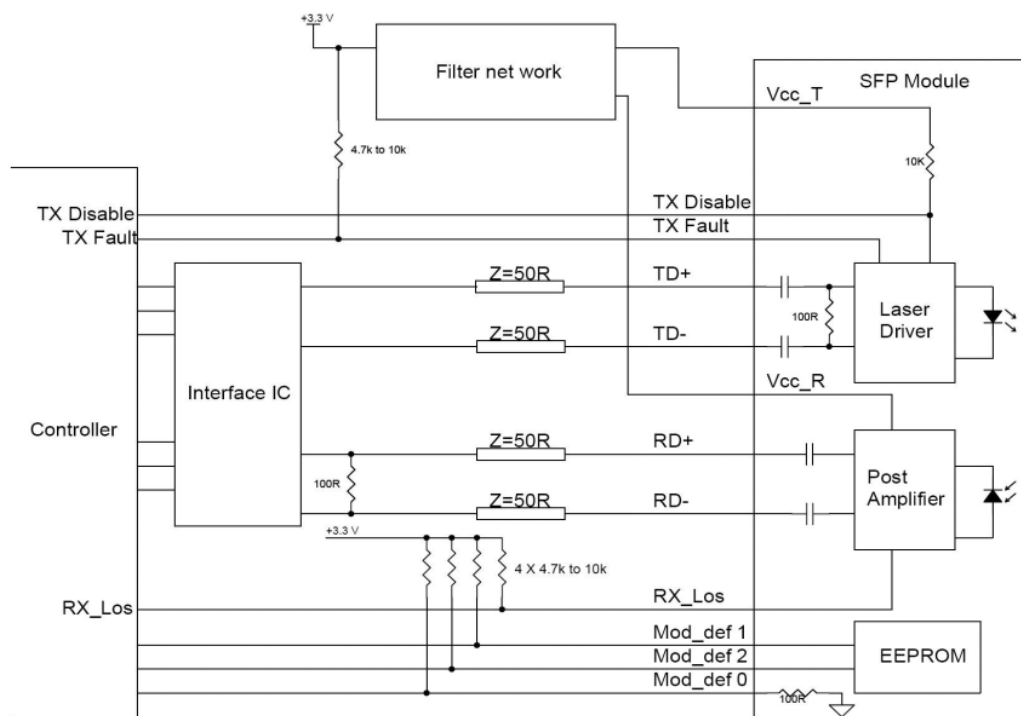 +3.3 V
Filter net work
SFP Module
Vcc_T
4.7k to 10k
10K
TX Disable
TX Disable
TX Fault
TX Fault
Z=50R
TD+
100R
Laser
Driver
Z=50R
TD-
Interface IC
Vcc_R
Controller
Z=50R
RD+
100R
Post
Amplifier
Z=50R
RD-
+3.3 V
4 X 4.7k to 10k
RX_Los
RX_Los
Mod_def 1
EEPROM
Mod_def 2
Mod_def 0
100R